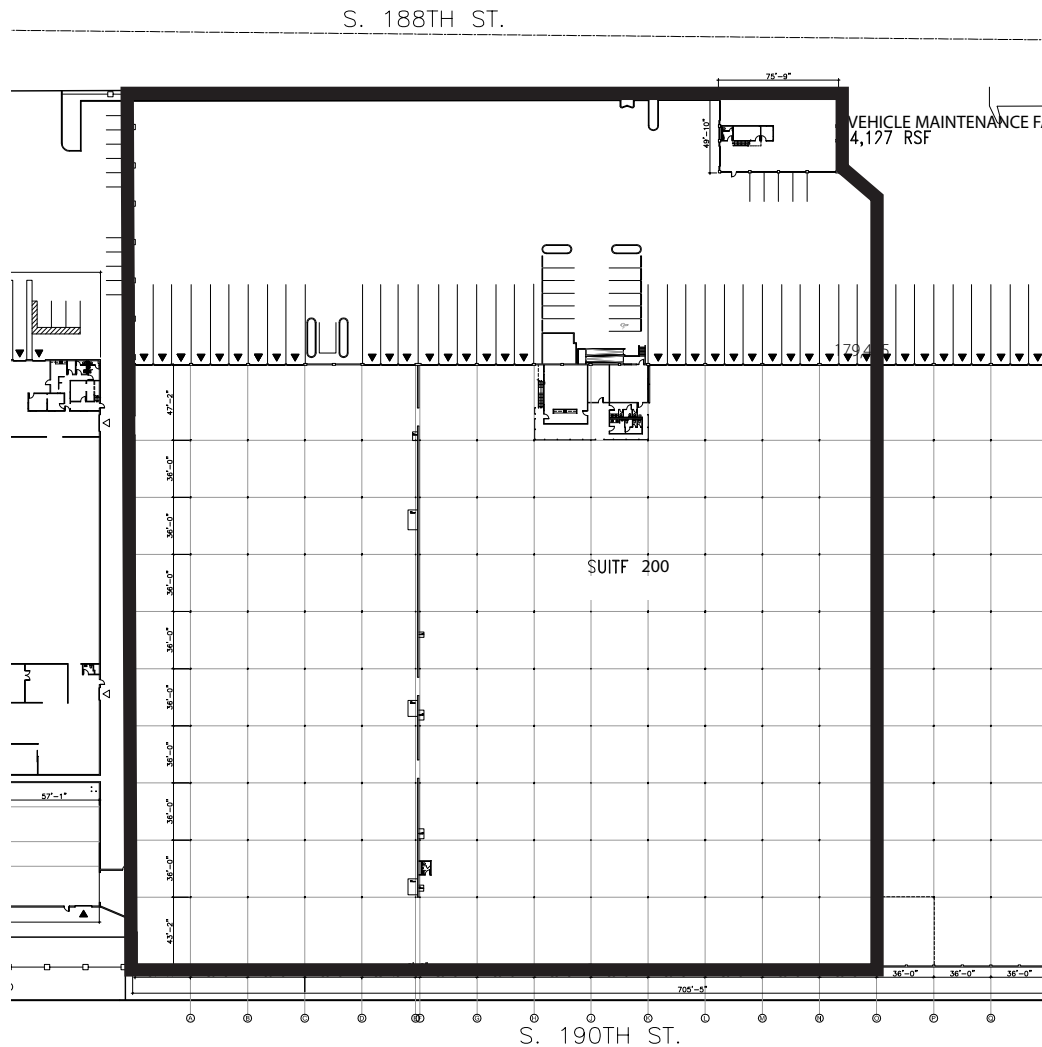 S. 188TH ST.
75'-9"
VEHICLE MAINTENANCE FA
4,127 RSF
49'-10"
47'-2"
36'-0"
36'-0"
SUITF 200
36'-0"
36'-0"
36'-0"
36'-0"
57'-1"
36'-0"
36'-0"
43'-2"
36'-0" 36'-0" 36'-0"
705'-5"
A B C D G H J K L M N O P Q
S. 190TH ST.